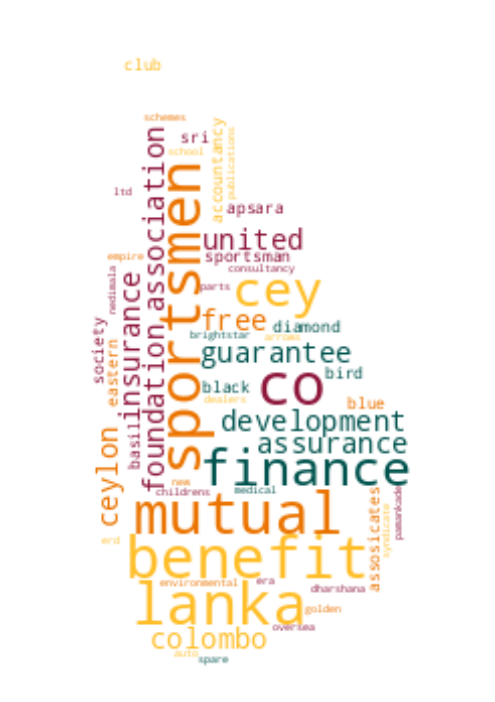 club
schemes
sri
school
accountancy
publications
association
sportsmen
ltd
apsara
united
sportsman
empire
consultancy
nedimala
parts
cey
insurance
free
diamond
brightstar
arrows
society
eastern
guarantee
bird
foundation
black
co
dealers
blue
basil
development
assurance
ceylon
finance
new
childrens
medical
mutual
assosicates
syndicate
pamankade
erd
benefit
environmental
era
dharshana
lanka
golden
oversea
colombo
auto
spare